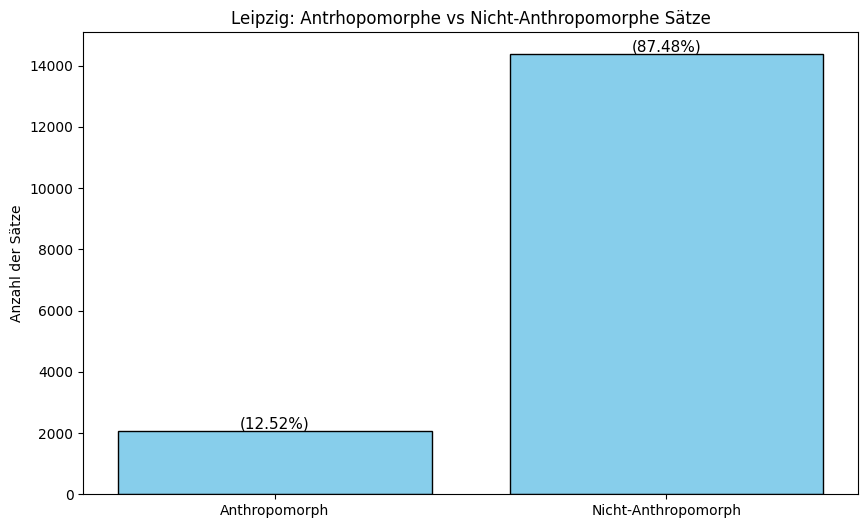 Leipzig: Antrhopomorphe vs Nicht-Anthropomorphe Sätze
(87.48%)
14000
12000
10000
8000
6000
4000
2000
0
Anzahl der Sätze
(12.52%)
Anthropomorph
Nicht-Anthropomorph